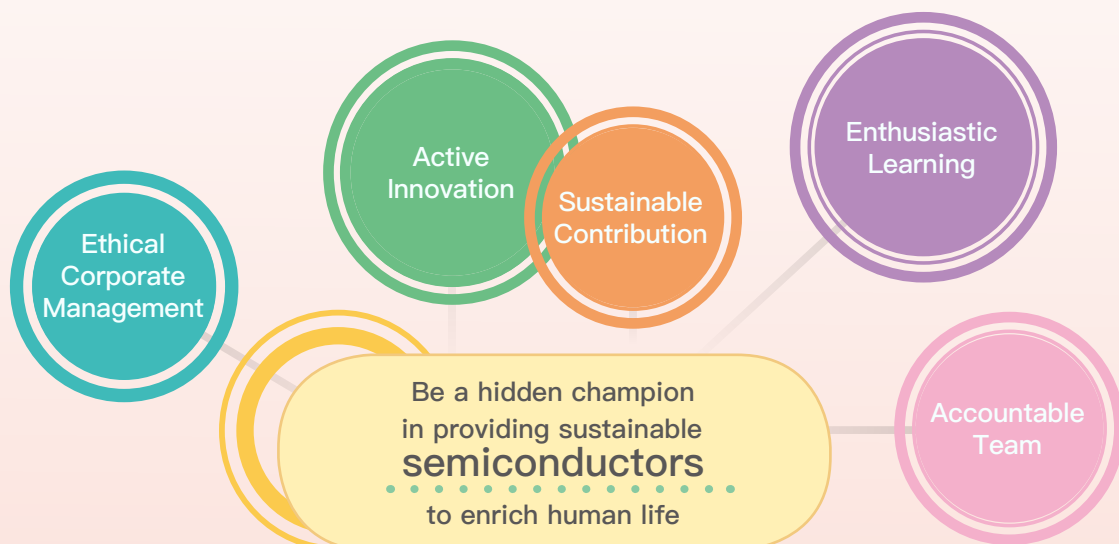 Active
Innovation
Sustainable
Contribution
Enthusiastic
Learning
Ethical
Corporate
Management
Accountable
Team
Be a hidden champion
in providing sustainable
semiconductors
to enrich human life